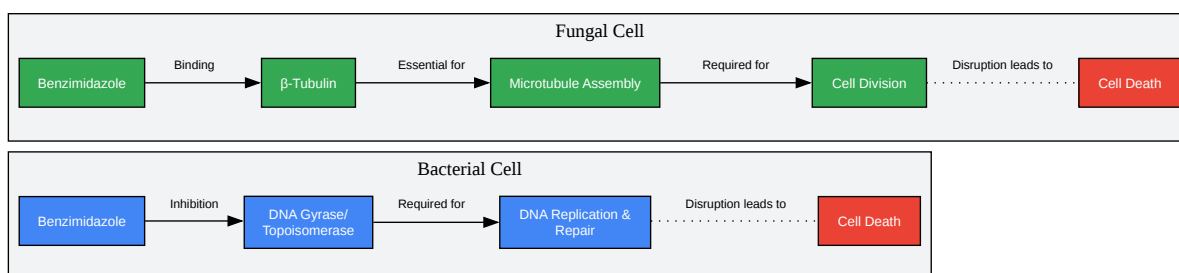 Fungal Cell
Benzimidazole
Binding
β-Tubulin
Essential for
Microtubule Assembly
Required for
Cell Division
Disruption leads to
Cell Death
Bacterial Cell
Benzimidazole
Inhibition
DNA Gyrase/
Topoisomerase
Required for
DNA Replication &
Repair
Disruption leads to
Cell Death